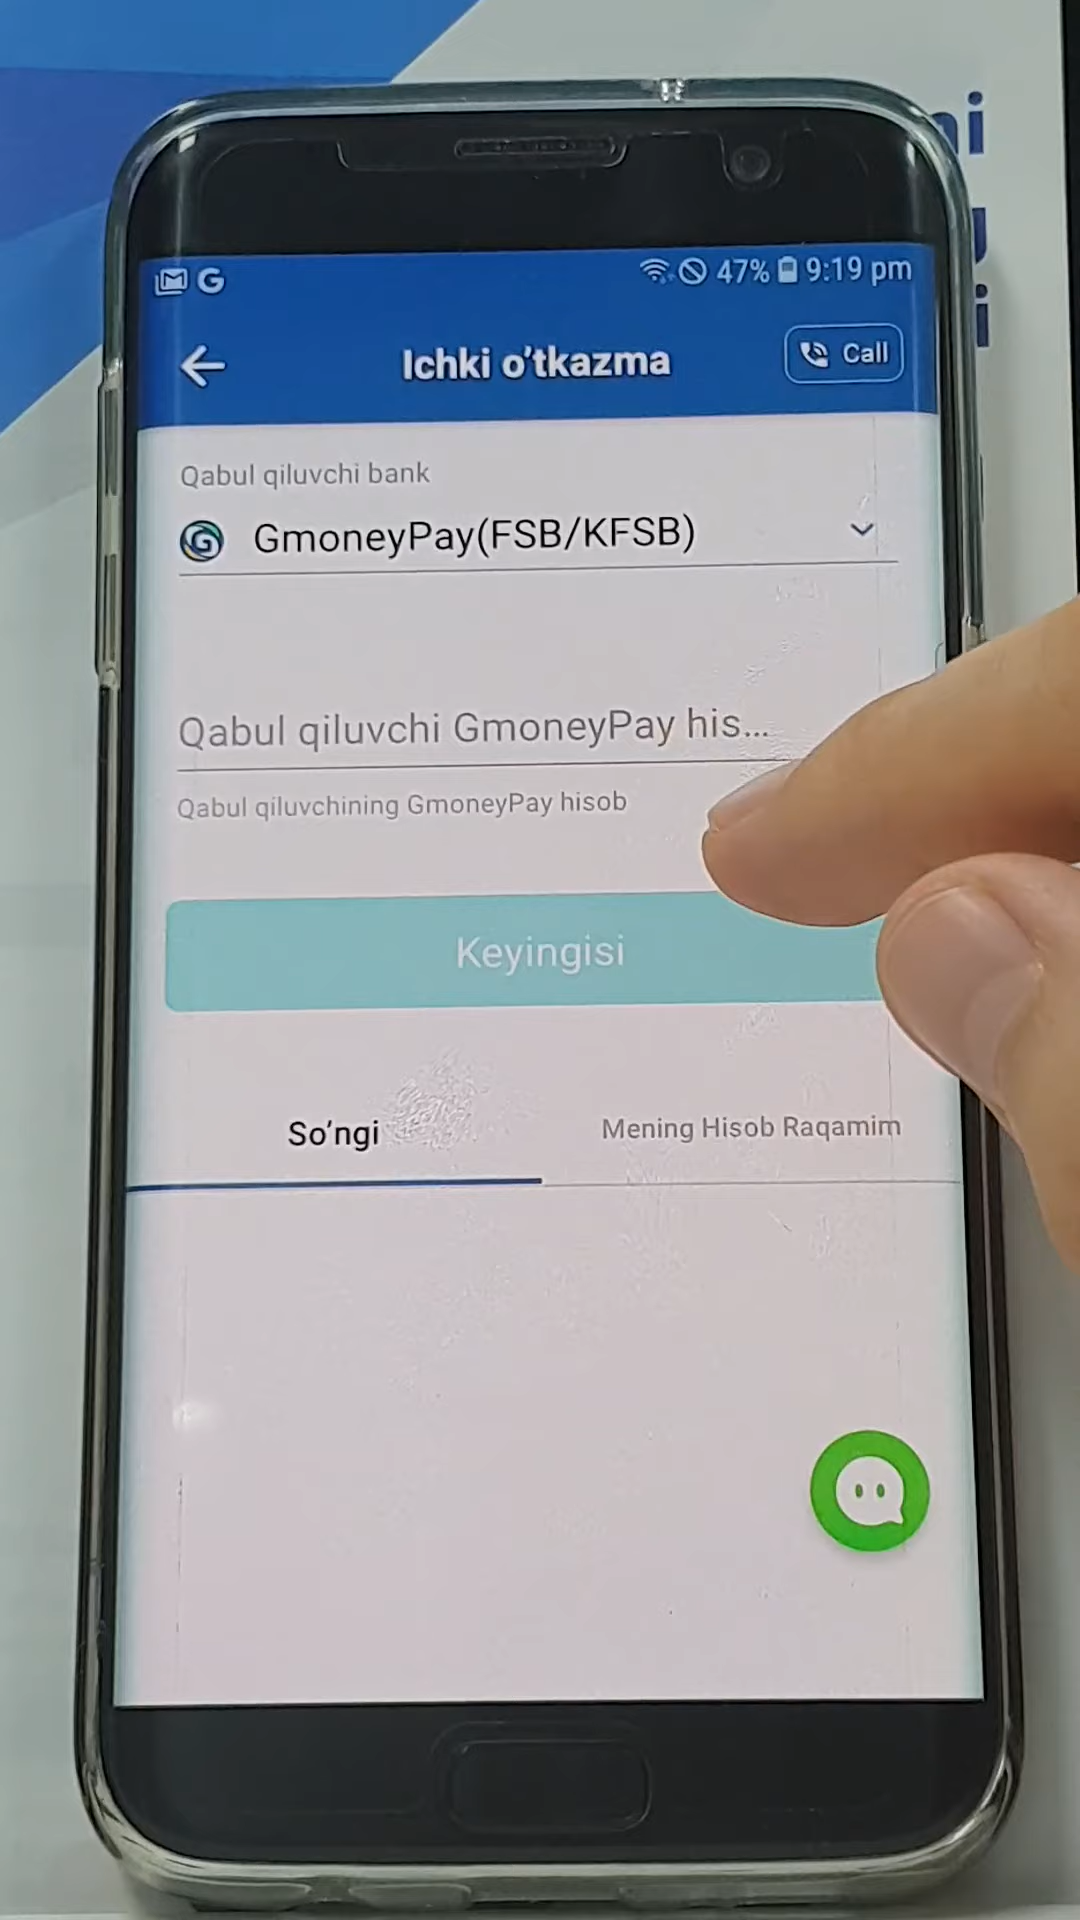 47% 9:19 pm
Ichki o'tkazma
Call
Qabul qiluvchi bank
GmoneyPay(FSB/KFSB)
Qabul qiluvchi GmoneyPay his...
Qabul qiluvchining GmoneyPay hisob
Keyingisi
So'ngi
Mening Hisob Raqamim